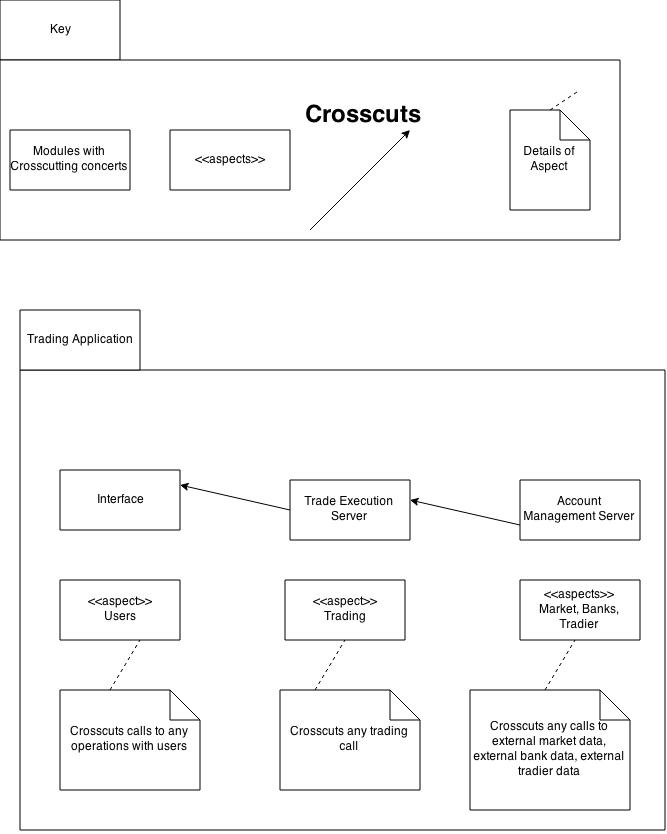 Key
Crosscuts
Modules with
Crosscutting concerts
<<aspects>>
Details of
Aspect
Trading Application
Interface
Trade Execution
Server
Account
Management Server
<<aspect>>
Users
<<aspect>>
Trading
<<aspects>>
Market, Banks,
Tradier
Crosscuts calls to any
operations with users
Crosscuts any trading
call
Crosscuts any calls to
external market data,
external bank data, external
tradier data